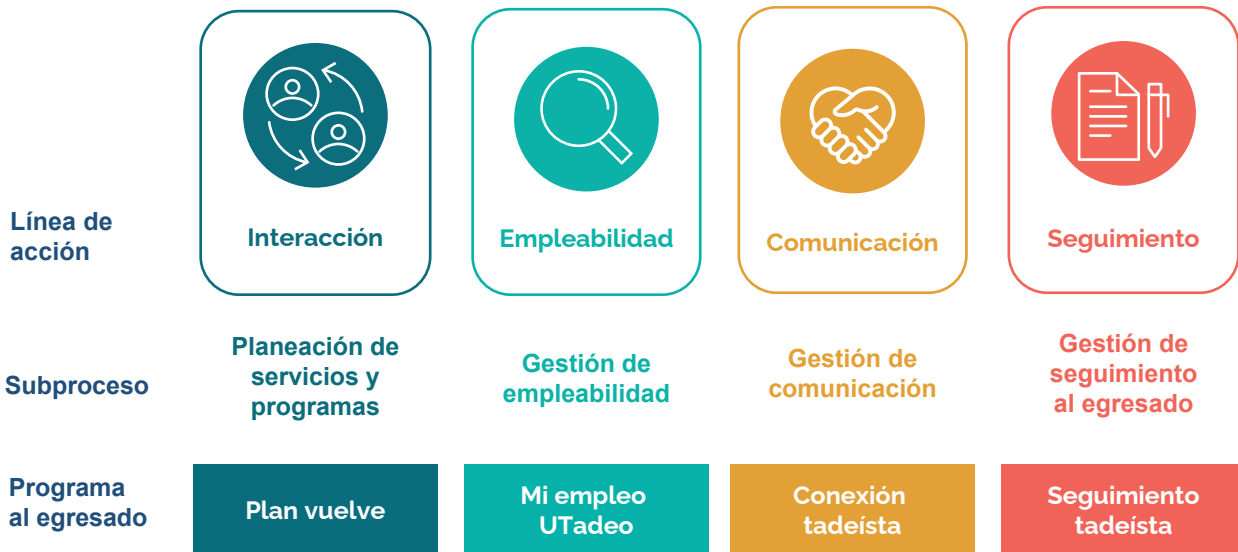 Línea de
acción
Interacción
Empleabilidad
Comunicación
Seguimiento
Subproceso
Planeación de
servicios y
programas
Gestión de
empleabilidad
Gestión de
comunicación
Gestión de
seguimiento
al egresado
Programa
al egresado
Plan vuelve
Mi empleo
UTadeo
Conexión
tadeísta
Seguimiento
tadeísta